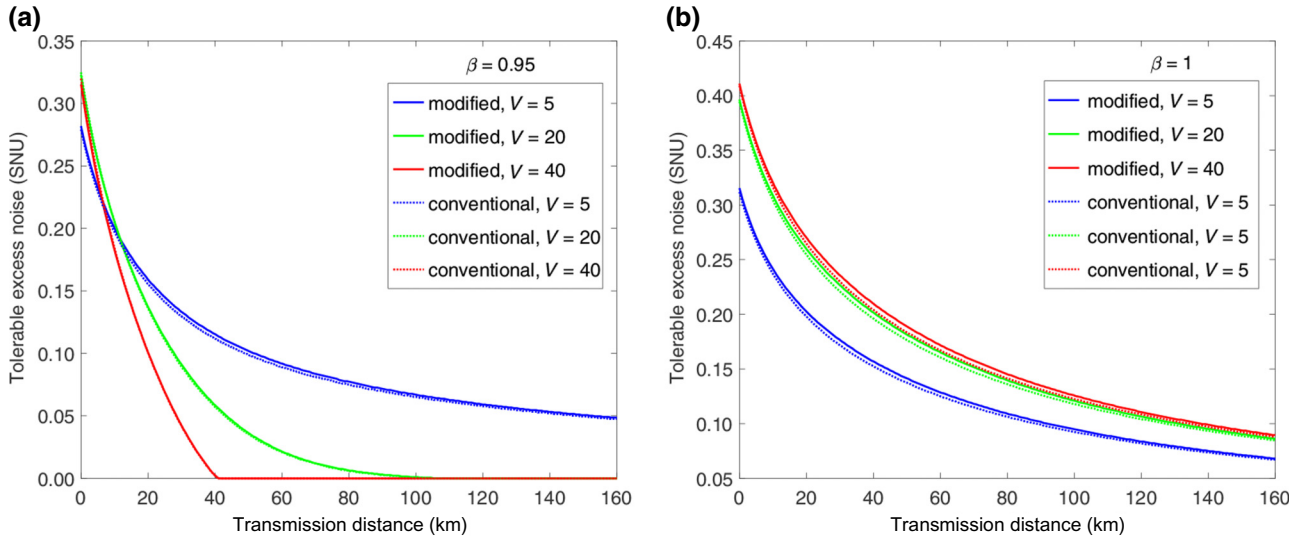 (a)
β = 0.95
modified, V = 5
modified, V = 20
modified, V = 40
conventional, V = 5
conventional, V = 20
conventional, V = 40
Tolerable excess noise (SNU)
0.35
0.30
0.25
0.20
0.15
0.10
0.05
0.00
0 20 40 60 80 100 120 140 160
Transmission distance (km)
(b)
β = 1
modified, V = 5
modified, V = 20
modified, V = 40
conventional, V = 5
conventional, V = 5
conventional, V = 5
Tolerable excess noise (SNU)
0.45
0.40
0.35
0.30
0.25
0.20
0.15
0.10
0.05
0 20 40 60 80 100 120 140 160
Transmission distance (km)